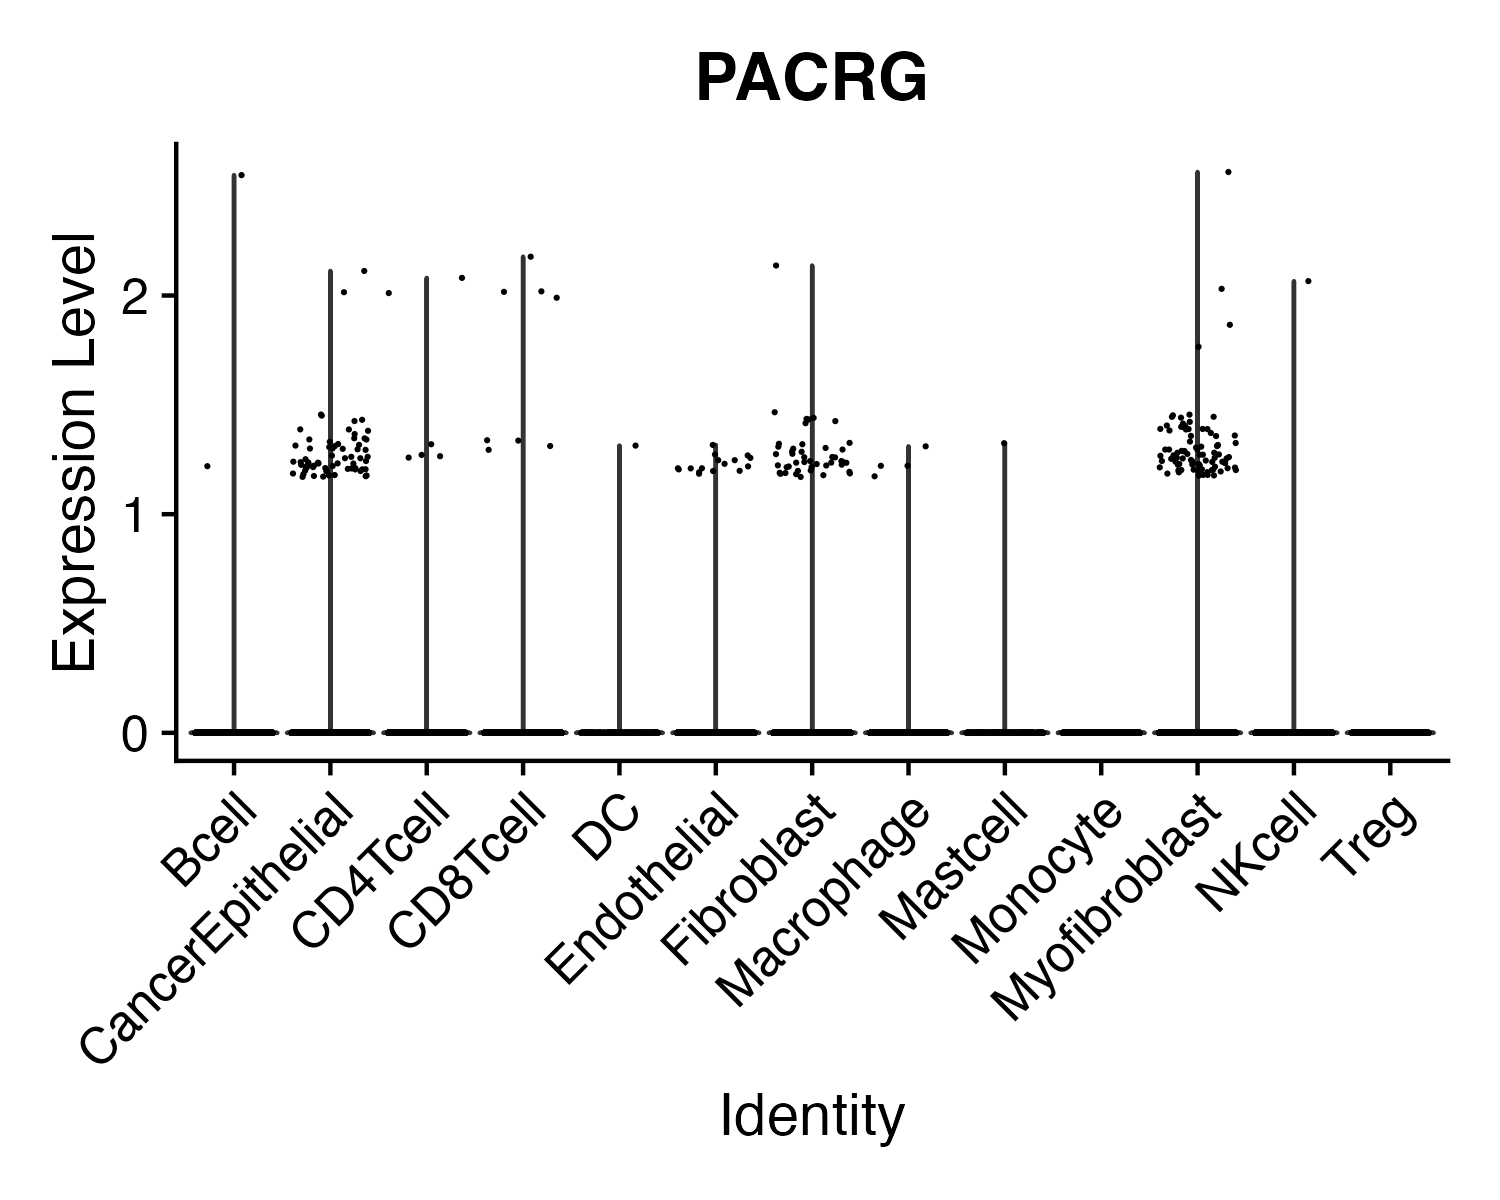 PACRG
Expression Level
2
1
0
Bcell
CancerEpithelial
CD4Tcell
CD8Tcell
DC
Endothelial
Fibroblast
Macrophage
Mastcell
Monocyte
Myofibroblast
NKcell
Treg
Identity